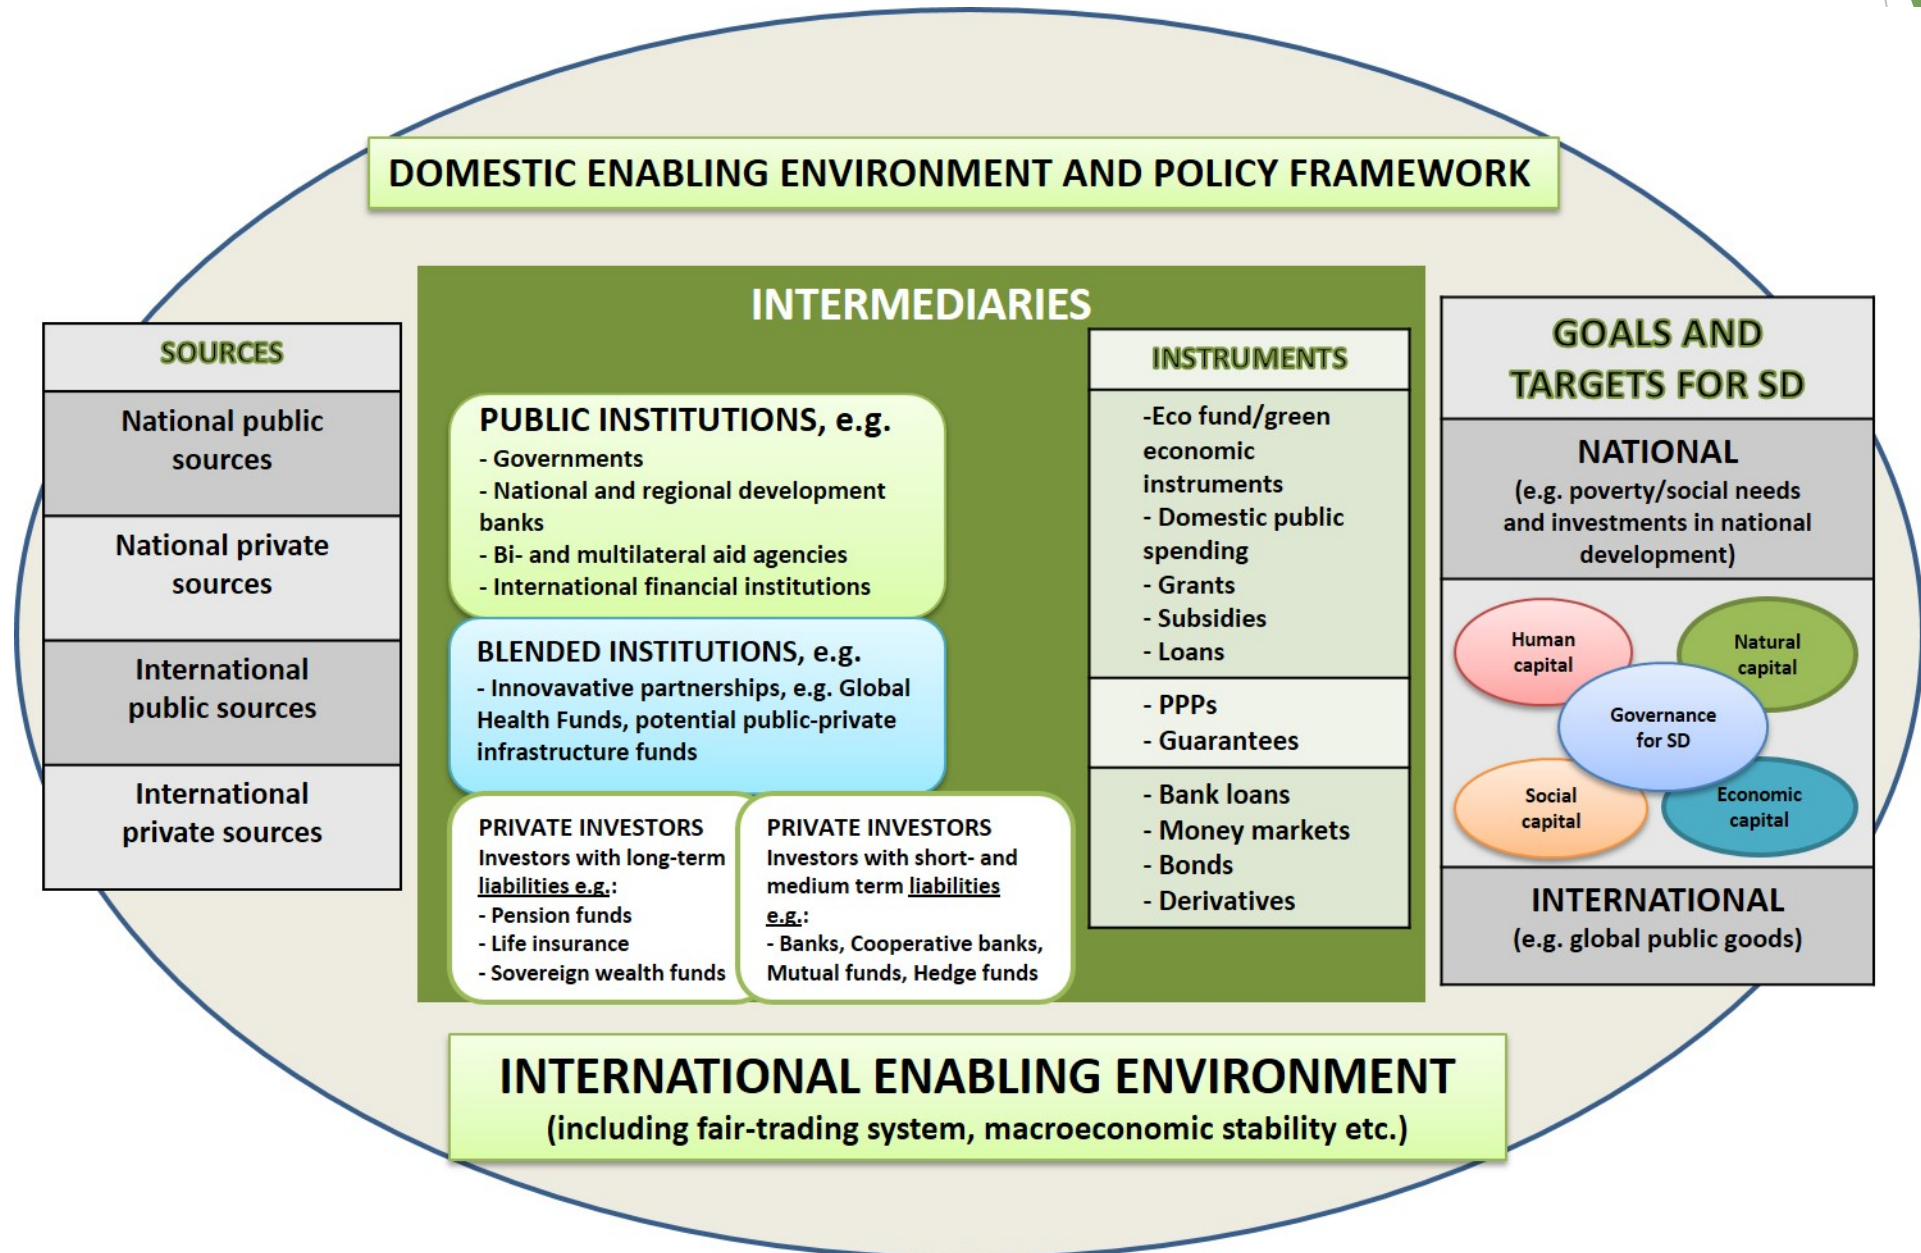 DOMESTIC ENABLING ENVIRONMENT AND POLICY FRAMEWORK
SOURCES
National public
sources
National private
sources
International
public sources
International
private sources
INTERMEDIARIES
PUBLIC INSTITUTIONS, e.g.
- Governments
- National and regional development
banks
- Bi- and multilateral aid agencies
- International financial institutions
BLENDED INSTITUTIONS, e.g.
- Innovavative partnerships, e.g. Global
Health Funds, potential public-private
infrastructure funds
PRIVATE INVESTORS
Investors with long-term
liabilities e.g.:
- Pension funds
- Life insurance
- Sovereign wealth funds
PRIVATE INVESTORS
Investors with short- and
medium term liabilities
e.g.:
- Banks, Cooperative banks,
Mutual funds, Hedge funds
INSTRUMENTS
-Eco fund/green
economic
instruments
- Domestic public
spending
- Grants
- Subsidies
- Loans
- PPPs
- Guarantees
- Bank loans
- Money markets
- Bonds
- Derivatives
GOALS AND
TARGETS FOR SD
NATIONAL
(e.g. poverty/social needs
and investments in national
development)
Human
capital
Natural
capital
Governance
for SD
Social
capital
Economic
capital
INTERNATIONAL
(e.g. global public goods)
INTERNATIONAL ENABLING ENVIRONMENT
(including fair-trading system, macroeconomic stability etc.)